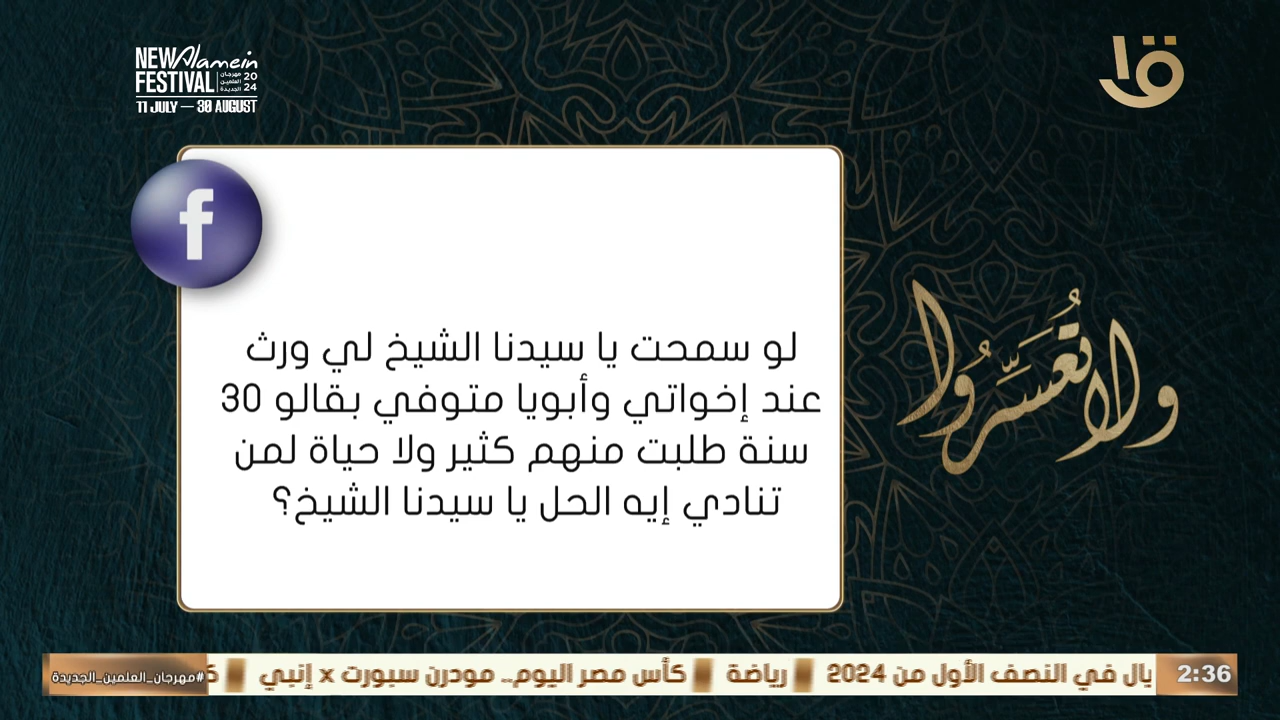 NEW Alamein
FESTIVAL
مهرجان
العلمين
الجديدة
20
24
11 JULY — 30 AUGUST
f
لو سمحت يا سيدنا الشيخ لي ورث
عند إخواتي وأبويا متوفي بقالو 30
سنة طلبت منهم كثير ولا حياة لمن
تنادي إيه الحل يا سيدنا الشيخ؟
ولا تُعسِّرُوا
2:36
يال في النصف الأول من 2024 رياضة كأس مصر اليوم.. مودرن سبورت x إنبي
#مهرجان_العلمين_الجديدة